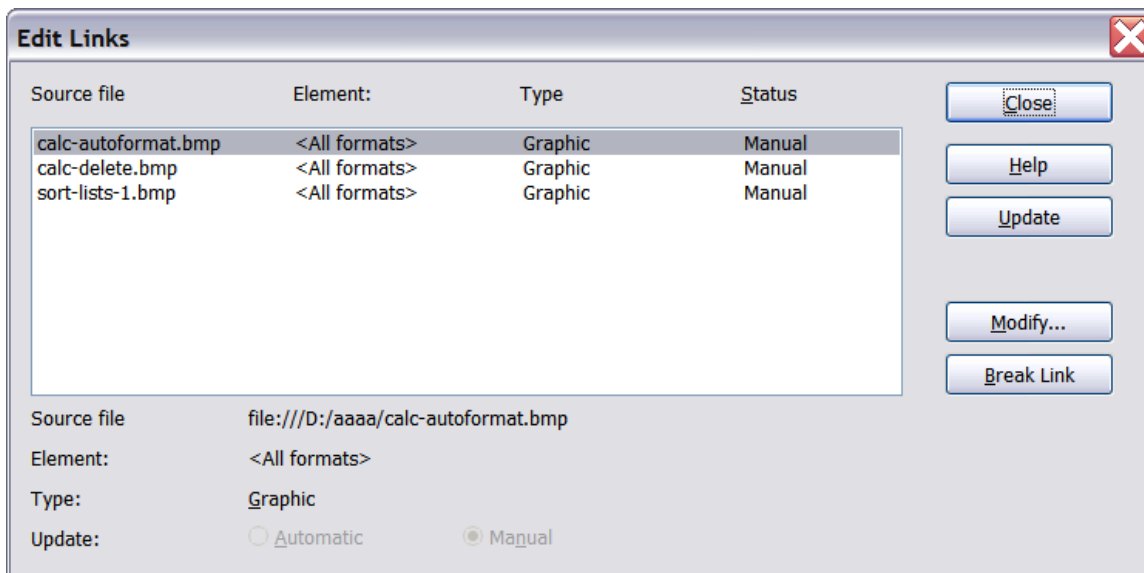 Edit Links
Source file Element: Type Status
Close
calc-autoformat.bmp <All formats> Graphic Manual
calc-delete.bmp <All formats> Graphic Manual
Help
sort-lists-1.bmp <All formats> Graphic Manual
Update
Modify...
Break Link
Source file file:///D:/aaaa/calc-autoformat.bmp
Element: <All formats>
Type: Graphic
Update: Automatic Manual